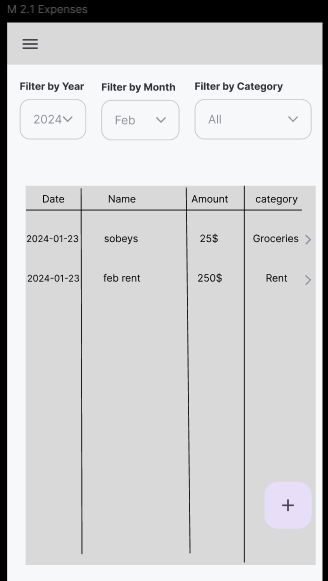 M 2.1 Expenses
Filter by Year Filter by Month Filter by Category
2024 Feb All
Date Name Amount category
2024-01-23 sobeys 25$ Groceries
2024-01-23 feb rent 250$ Rent
+